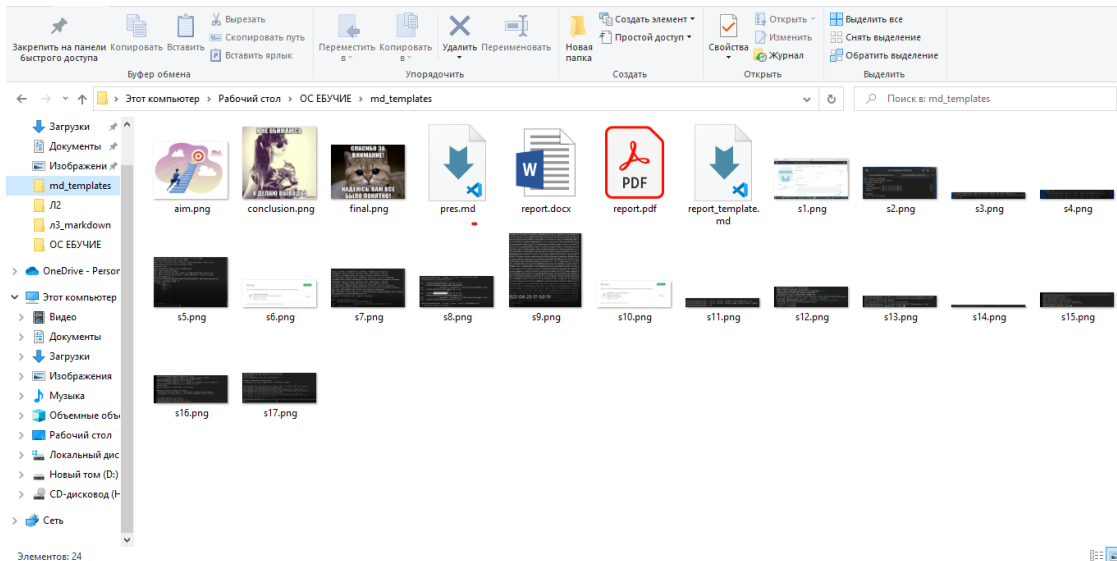 Вырезать
Создать элемент
Открыть
Выделить все
Скопировать путь
Простой доступ
Изменить
Снять выделение
Закрепить на панели быстрого доступа
Копировать
Вставить
Вставить ярлык
Переместить в
Копировать в
Удалить
Переименовать
Новая папка
Свойства
Журнал
Обратить выделение
Буфер обмена
Упорядочить
Создать
Открыть
Выделить
Этот компьютер > Рабочий стол > ОС ЕБУЧИЕ > md_templates
Поиск в: md_templates
Загрузки
Документы
Изображени
md_templates
Л2
л3_markdown
ОС ЕБУЧИЕ
OneDrive - Person
Этот компьютер
Видео
Документы
Загрузки
Изображения
Музыка
Объемные объ
Рабочий стол
Локальный дис
Новый том (D:)
CD-дисковод (H
Сеть
Я НЕ ОБИЖАЮСЬ
Я ДЕЛАЮ ВЫВОДЫ
СПАСИБО ЗА
ВНИМАНИЕ!
НАДЕЮСЬ ВАМ ВСЕ
БЫЛО ПОНЯТНО!
W
PDF
aim.png
conclusion.png
final.png
pres.md
report.docx
report.pdf
report_template.
md
s1.png
s2.png
s3.png
s4.png
s5.png
s6.png
s7.png
s8.png
s9.png
s10.png
s11.png
s12.png
s13.png
s14.png
s15.png
s16.png
s17.png
Элементов: 24